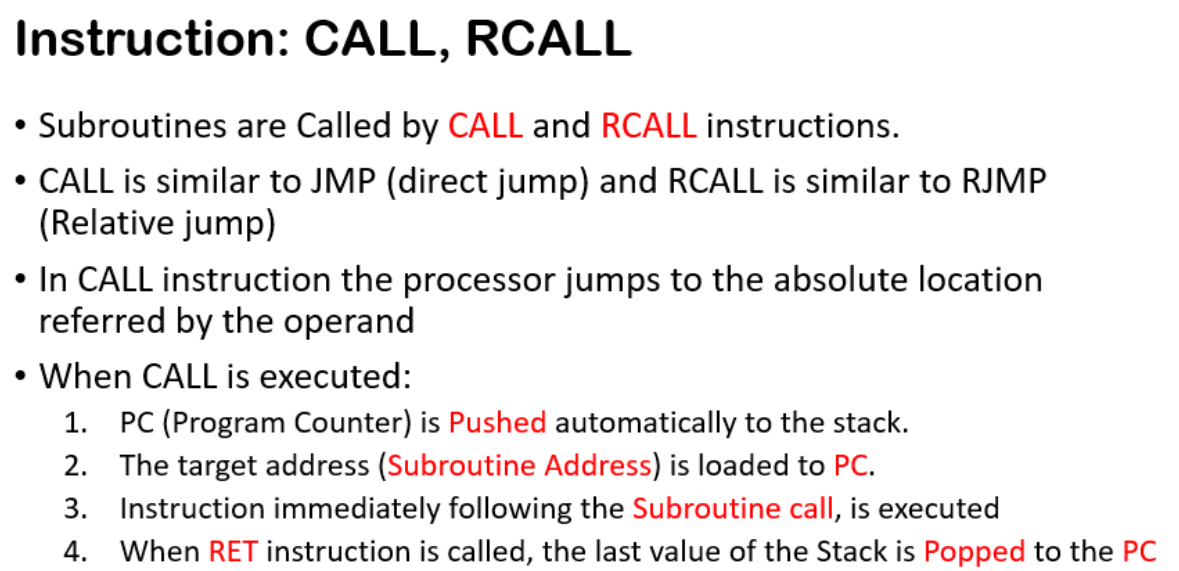 Instruction: CALL, RCALL
• Subroutines are Called by CALL and RCALL instructions.
• CALL is similar to JMP (direct jump) and RCALL is similar to RJMP
(Relative jump)
• In CALL instruction the processor jumps to the absolute location
referred by the operand
• When CALL is executed:
1. PC (Program Counter) is Pushed automatically to the stack.
2. The target address (Subroutine Address) is loaded to PC.
3. Instruction immediately following the Subroutine call, is executed
4. When RET instruction is called, the last value of the Stack is Popped to the PC